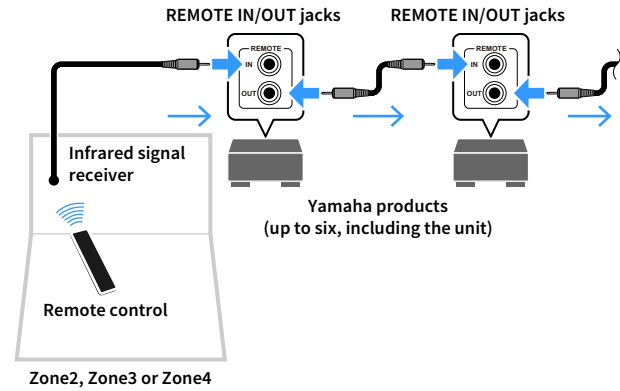 REMOTE IN/OUT jacks
REMOTE IN/OUT jacks
REMOTE
IN
OUT
REMOTE
IN
OUT
Infrared signal
receiver
Yamaha products
(up to six, including the unit)
Remote control
Zone2, Zone3 or Zone4